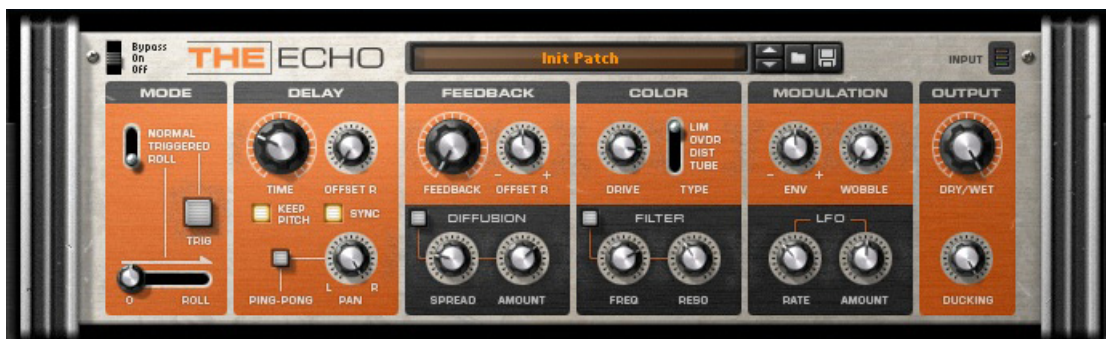 Bypass
On
Off
THE ECHO
Init Patch
INPUT
MODE
NORMAL
TRIGGERED
ROLL
TRIG
0
ROLL
DELAY
TIME
OFFSET R
KEEP
PITCH
SYNC
PING-PONG
L
R
PAN
FEEDBACK
FEEDBACK
- +
OFFSET R
DIFFUSION
SPREAD
AMOUNT
COLOR
DRIVE
LIM
OVDR
DIST
TUBE
TYPE
FILTER
FREQ
RESO
MODULATION
- +
ENV
WOBBLE
LFO
RATE
AMOUNT
OUTPUT
DRY/WET
DUCKING